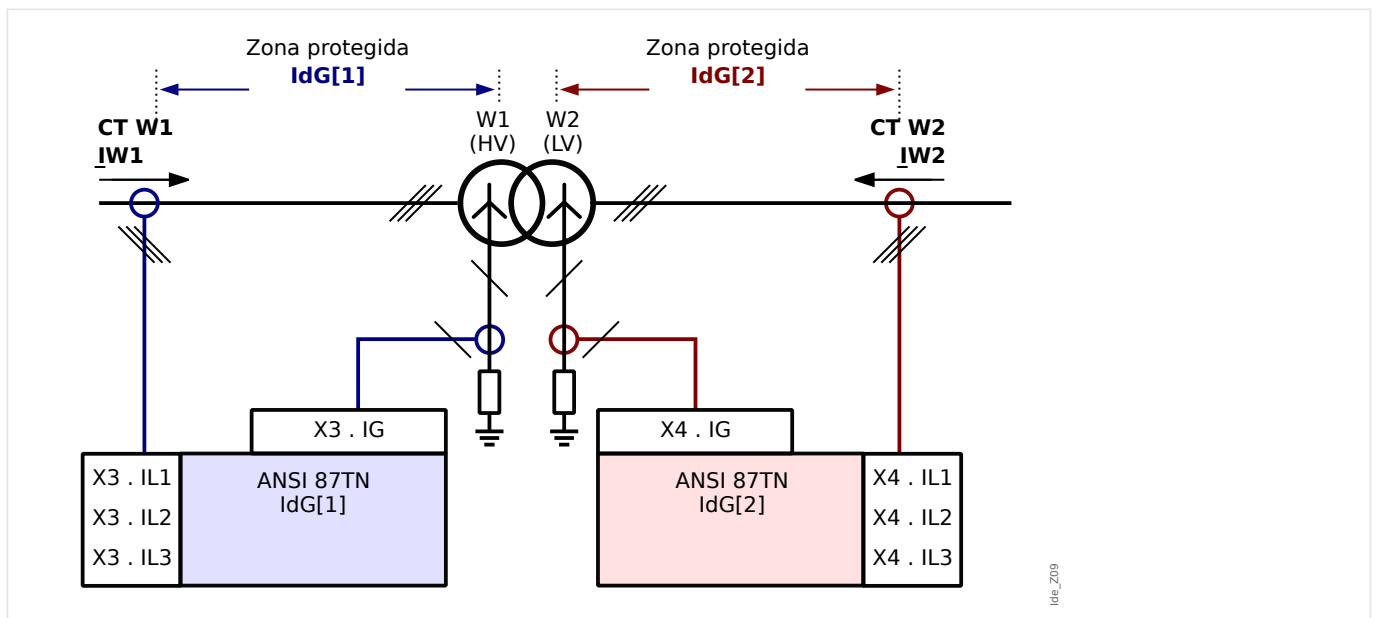 Zona protegida
IdG[1]
Zona protegida
IdG[2]
CT W1
IW1
W1
(HV)
W2
(LV)
CT W2
IW2
X3 . IG
X4 . IG
X3 . IL1
X3 . IL2
X3 . IL3
ANSI 87TN
IdG[1]
ANSI 87TN
IdG[2]
X4 . IL1
X4 . IL2
X4 . IL3
Ide_Z09